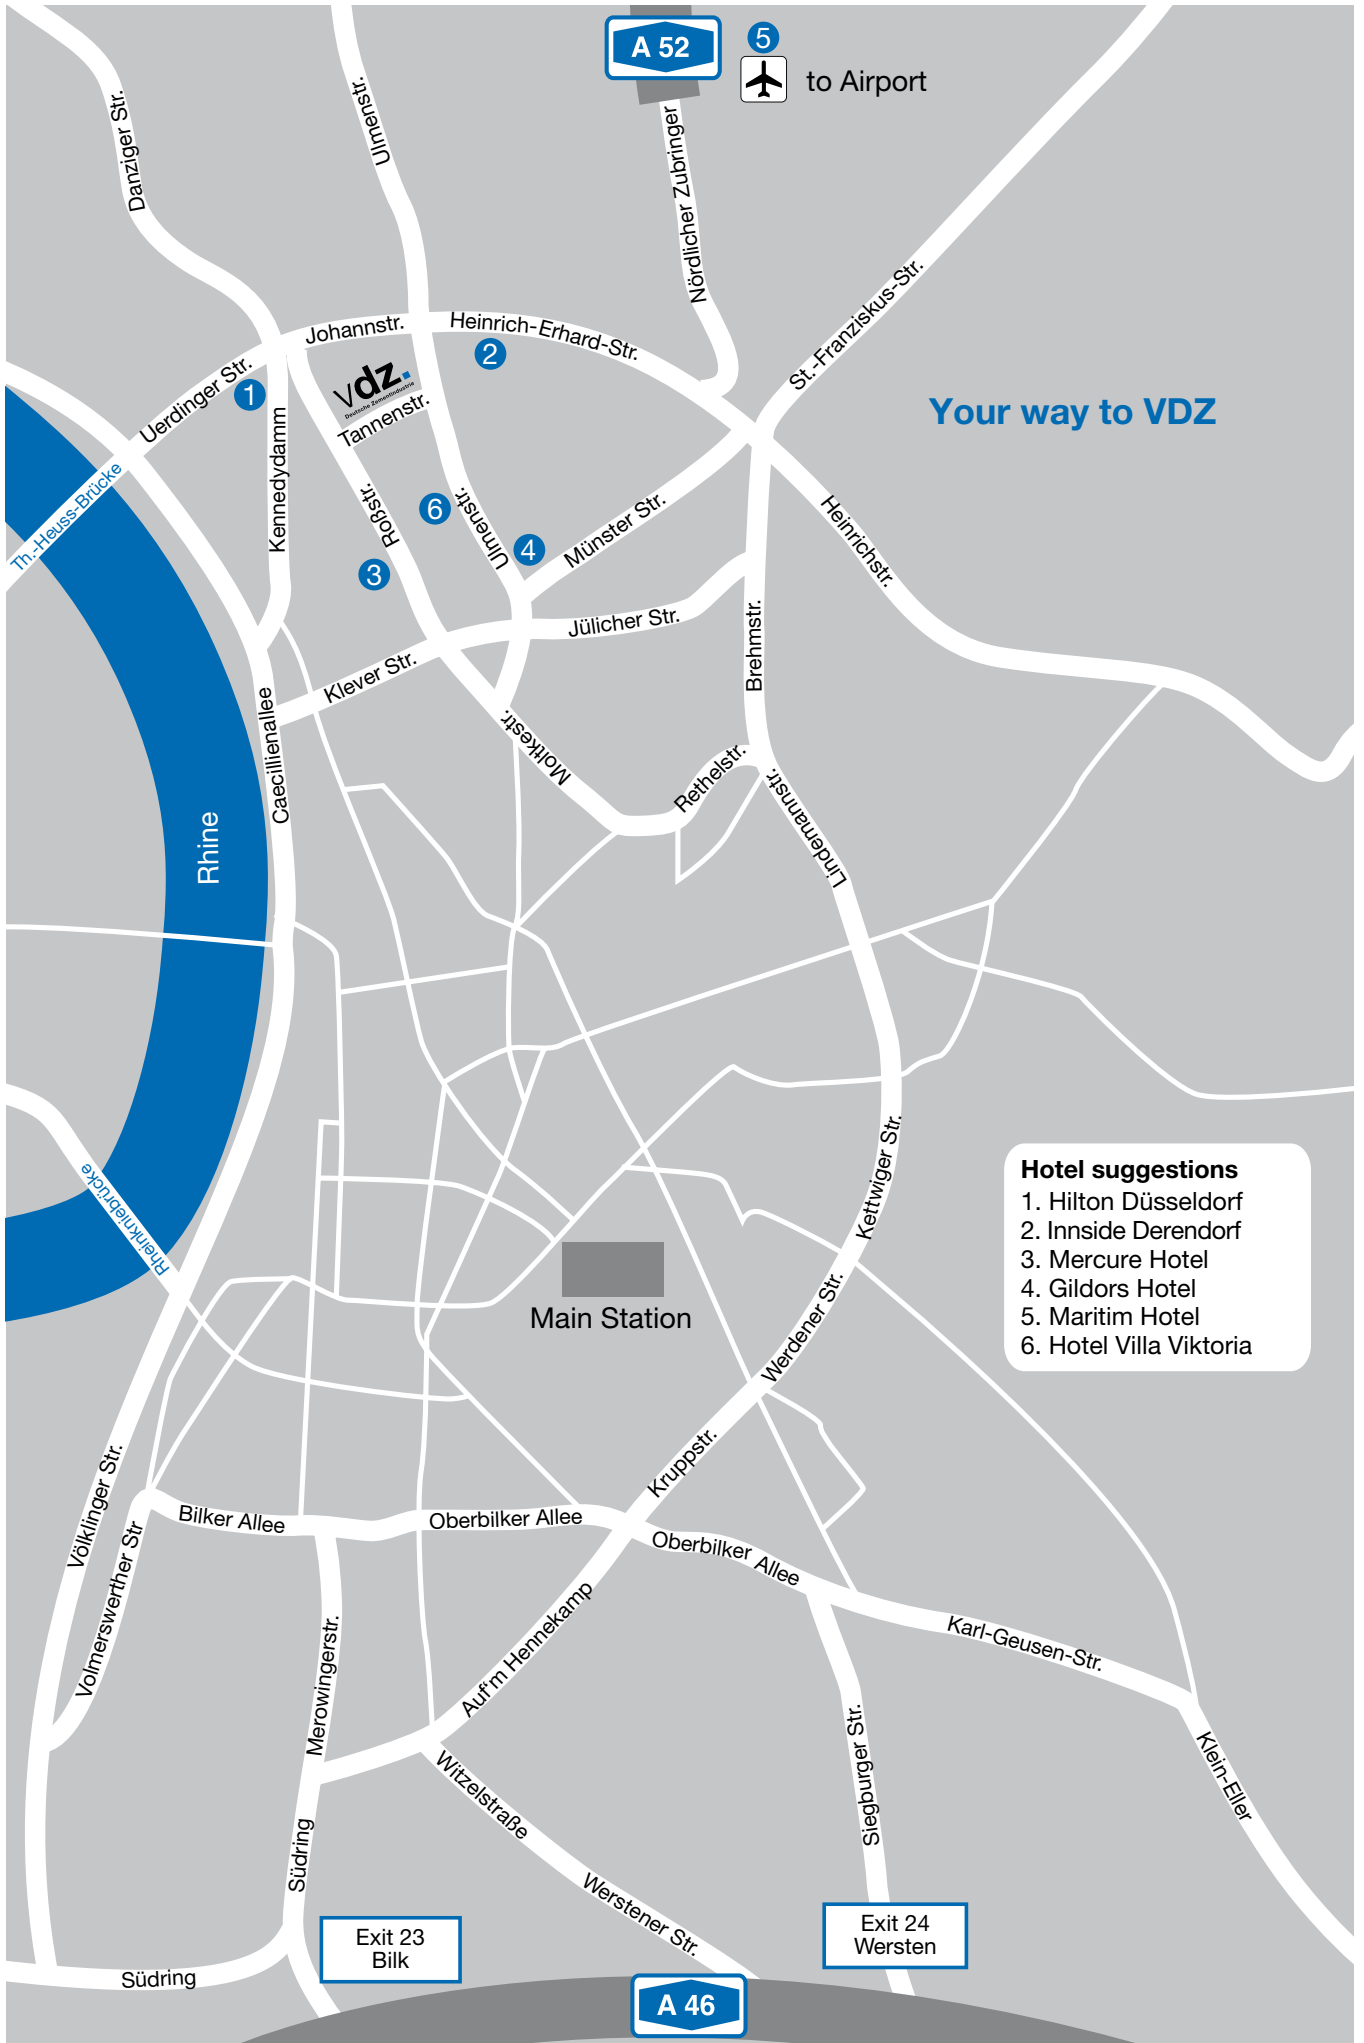 A 52
5
to Airport
Danziger Str.
Ulmenstr.
Nördlicher Zubringer
St.-Franziskus-Str.
Johannstr.
Heinrich-Erhard-Str.
2
Uerdinger Str.
1
vdz.
Deutsche Zementindustrie
Tannenstr.
Your way to VDZ
Th.-Heuss-Brücke
Kennedydamm
Roßstr.
6
Ulmenstr.
4
3
Münster Str.
Heinrichstr.
Jülicher Str.
Brehmstr.
Klever Str.
Caecillienallee
Moltkestr.
Rethelstr.
Lindemannstr.
Rhine
Rheinkniebrücke
Kettwiger Str.
Hotel suggestions
1. Hilton Düsseldorf
2. Innside Derendorf
3. Mercure Hotel
4. Gildors Hotel
5. Maritim Hotel
6. Hotel Villa Viktoria
Main Station
Werdener Str.
Kruppstr.
Völklinger Str.
Volmerswerther Str
Bilker Allee
Oberbilker Allee
Oberbilker Allee
Auf'm Hennekamp
Merowingerstr.
Karl-Geusen-Str.
Siegburger Str.
Klein-Eller
Witzelstraße
Südring
Werstener Str.
Exit 23
Bilk
Exit 24
Wersten
Südring
A 46